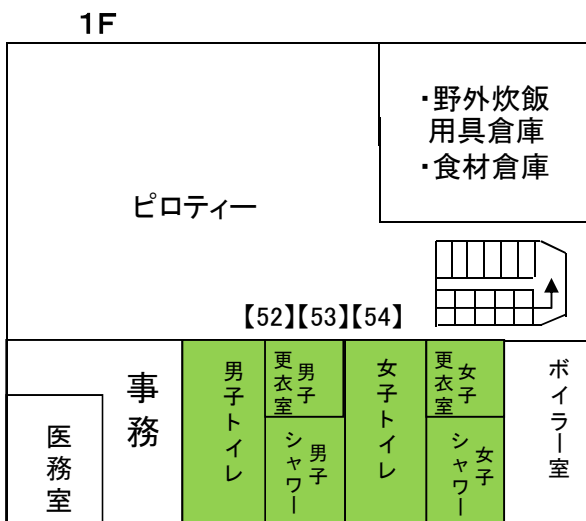 1F
・野外炊飯
用具倉庫
・食材倉庫
ピロティー
【52】【53】【54】
医務室
事務
男子トイレ
男子
更衣室
男子
シャワー
女子トイレ
女子
更衣室
女子
シャワー
ボイラー室